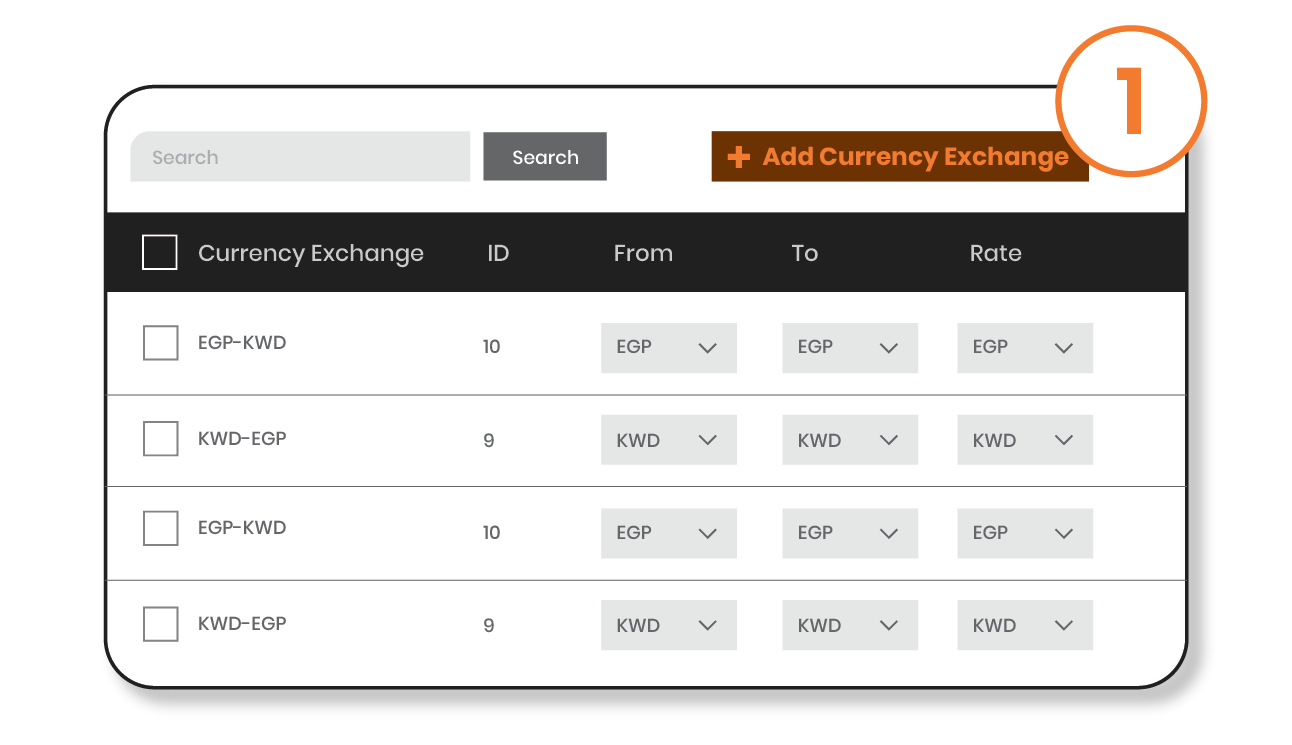 1
Search Search + Add Currency Exchange
Currency Exchange ID From To Rate
EGP-KWD 10 EGP EGP EGP
KWD-EGP 9 KWD KWD KWD
EGP-KWD 10 EGP EGP EGP
KWD-EGP 9 KWD KWD KWD